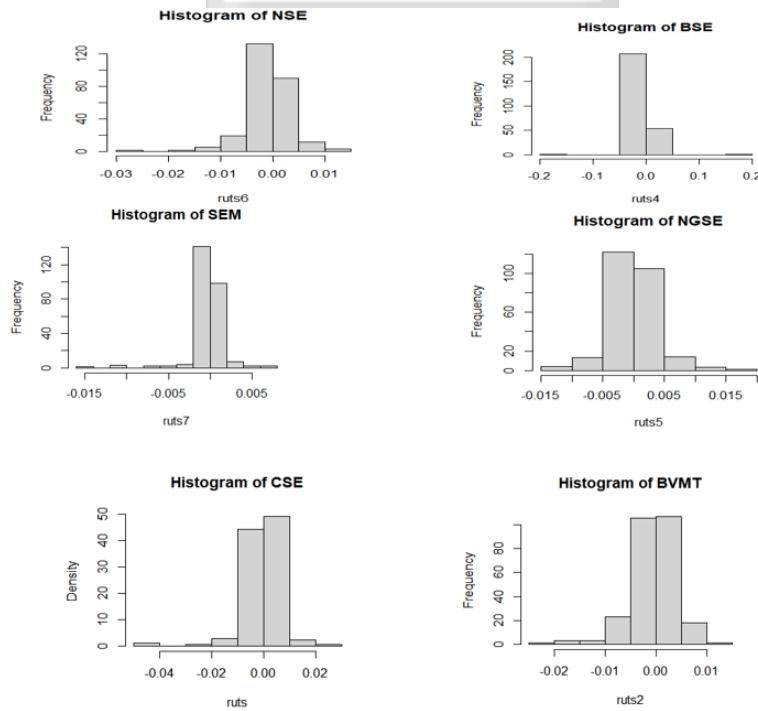 Histogram of NSE
Frequency
0 40 80 120
-0.03 -0.02 -0.01 0.00 0.01
ruts6
Histogram of BSE
Frequency
0 50 100 150 200
-0.2 -0.1 0.0 0.1 0.2
ruts4
Histogram of SEM
Frequency
0 40 80 120
-0.015 -0.005 0.005
ruts7
Histogram of NGSE
Frequency
0 20 60 100
-0.015 -0.005 0.005 0.015
ruts5
Histogram of CSE
Density
0 10 20 30 40 50
-0.04 -0.02 0.00 0.02
ruts
Histogram of BVMT
Frequency
0 20 40 60 80
-0.02 -0.01 0.00 0.01
ruts2